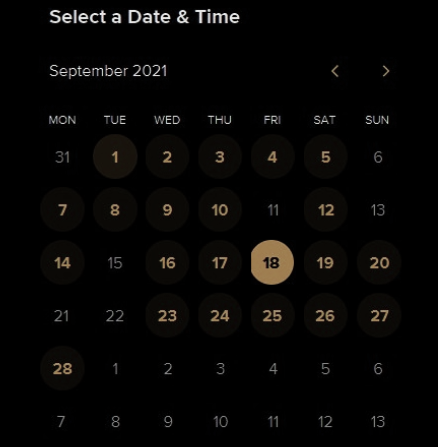 Select a Date & Time
September 2021
MON TUE WED THU FRI SAT SUN
31 1 2 3 4 5 6
7 8 9 10 11 12 13
14 15 16 17 18 19 20
21 22 23 24 25 26 27
28 1 2 3 4 5 6
7 8 9 10 11 12 13